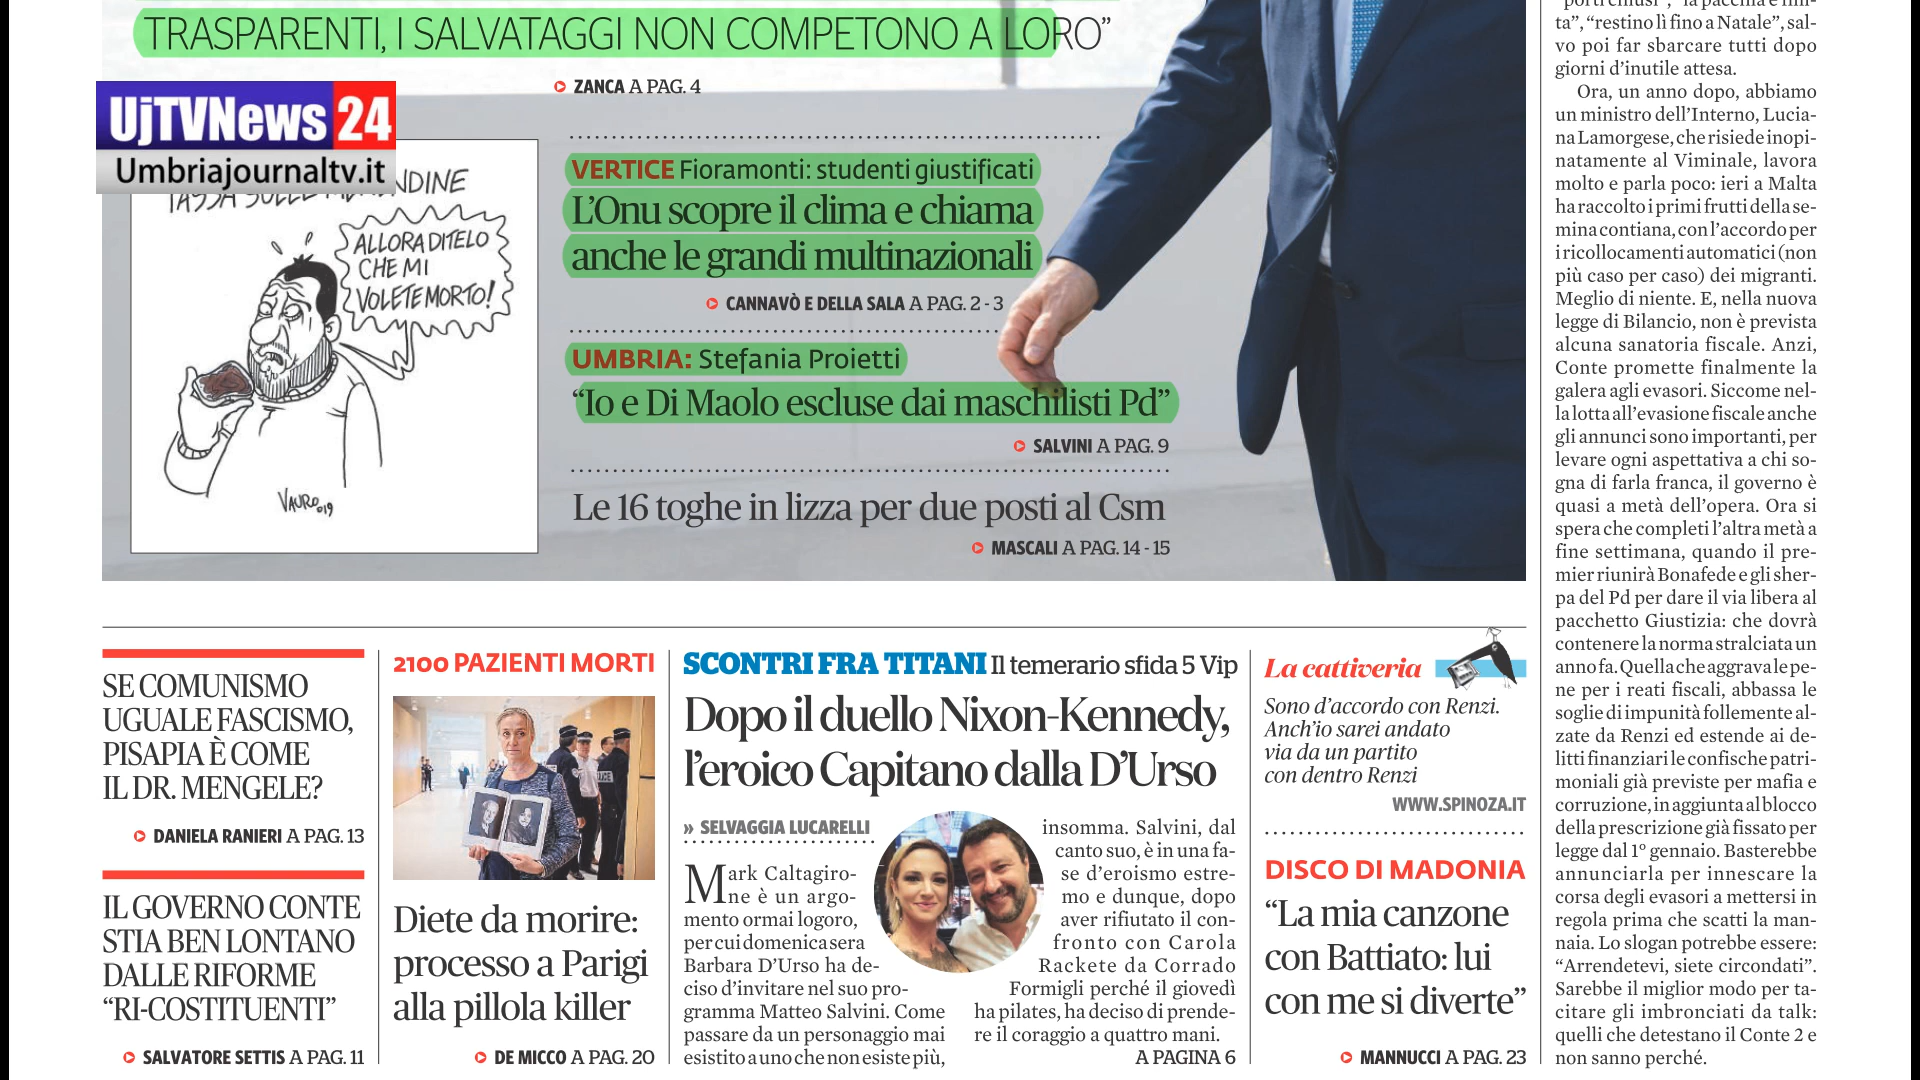 TRASPARENTI, I SALVATAGGI NON COMPETONO A LORO”
ZANCA A PAG. 4
UjTVNews 24
Umbriajournaltv.it
ALLORA DITELO
CHE MI
VOLETE MORTO!
VAURO 019
VERTICE Fioramonti: studenti giustificati
L’Onu scopre il clima e chiama
anche le grandi multinazionali
CANNAVÒ E DELLA SALA A PAG. 2 - 3
UMBRIA: Stefania Proietti
“Io e Di Maolo escluse dai maschilisti Pd”
SALVINI A PAG. 9
Le 16 toghe in lizza per due posti al Csm
MASCALI A PAG. 14 - 15
SE COMUNISMO
UGUALE FASCISMO,
PISAPIA È COME
IL DR. MENGELE?
DANIELA RANIERI A PAG. 13
IL GOVERNO CONTE
STIA BEN LONTANO
DALLE RIFORME
“RI-COSTITUENTI”
SALVATORE SETTIS A PAG. 11
2100 PAZIENTI MORTI
Diete da morire:
processo a Parigi
alla pillola killer
DE MICCO A PAG. 20
SCONTRI FRA TITANI Il temerario sfida 5 Vip
Dopo il duello Nixon-Kennedy,
l’eroico Capitano dalla D’Urso
» SELVAGGIA LUCARELLI
Mark Caltagiro-
ne è un argo-
mento ormai logoro,
per cui domenica sera
Barbara D’Urso ha de-
ciso d’invitare nel suo pro-
gramma Matteo Salvini. Come
passare da un personaggio mai
esistito a uno che non esiste più,
insomma. Salvini, dal
canto suo, è in una fa-
se d’eroismo estre-
mo e dunque, dopo
aver rifiutato il con-
fronto con Carola
Rackete da Corrado
Formigli perché il giovedì
ha pilates, ha deciso di prende-
re il coraggio a quattro mani.
A PAGINA 6
La cattiveria
Sono d’accordo con Renzi.
Anch’io sarei andato
via da un partito
con dentro Renzi
WWW.SPINOZA.IT
DISCO DI MADONIA
“La mia canzone
con Battiato: lui
con me si diverte”
MANNUCCI A PAG. 23
ta”, “restino lì fino a Natale”, sal-
vo poi far sbarcare tutti dopo
giorni d’inutile attesa.
Ora, un anno dopo, abbiamo
un ministro dell’Interno, Lucia-
na Lamorgese, che risiede inopi-
natamente al Viminale, lavora
molto e parla poco: ieri a Malta
ha raccolto i primi frutti della se-
mina contiana, con l’accordo per
i ricollocamenti automatici (non
più caso per caso) dei migranti.
Meglio di niente. E, nella nuova
legge di Bilancio, non è prevista
alcuna sanatoria fiscale. Anzi,
Conte promette finalmente la
galera agli evasori. Siccome nel-
la lotta all’evasione fiscale anche
gli annunci sono importanti, per
levare ogni aspettativa a chi so-
gna di farla franca, il governo è
quasi a metà dell’opera. Ora si
spera che completi l’altra metà a
fine settimana, quando il pre-
mier riunirà Bonafede e gli sher-
pa del Pd per dare il via libera al
pacchetto Giustizia: che dovrà
contenere la norma stralciata un
anno fa. Quella che aggrava le pe-
ne per i reati fiscali, abbassa le
soglie di impunità follemente al-
zate da Renzi ed estende ai de-
litti finanziari le confische patri-
moniali già previste per mafia e
corruzione, in aggiunta al blocco
della prescrizione già fissato per
legge dal 1° gennaio. Basterebbe
annunciarla per innescare la
corsa degli evasori a mettersi in
regola prima che scatti la man-
naia. Lo slogan potrebbe essere:
“Arrendetevi, siete circondati”.
Sarebbe il miglior modo per ta-
citare gli imbronciati da talk:
quelli che detestano il Conte 2 e
non sanno perché.